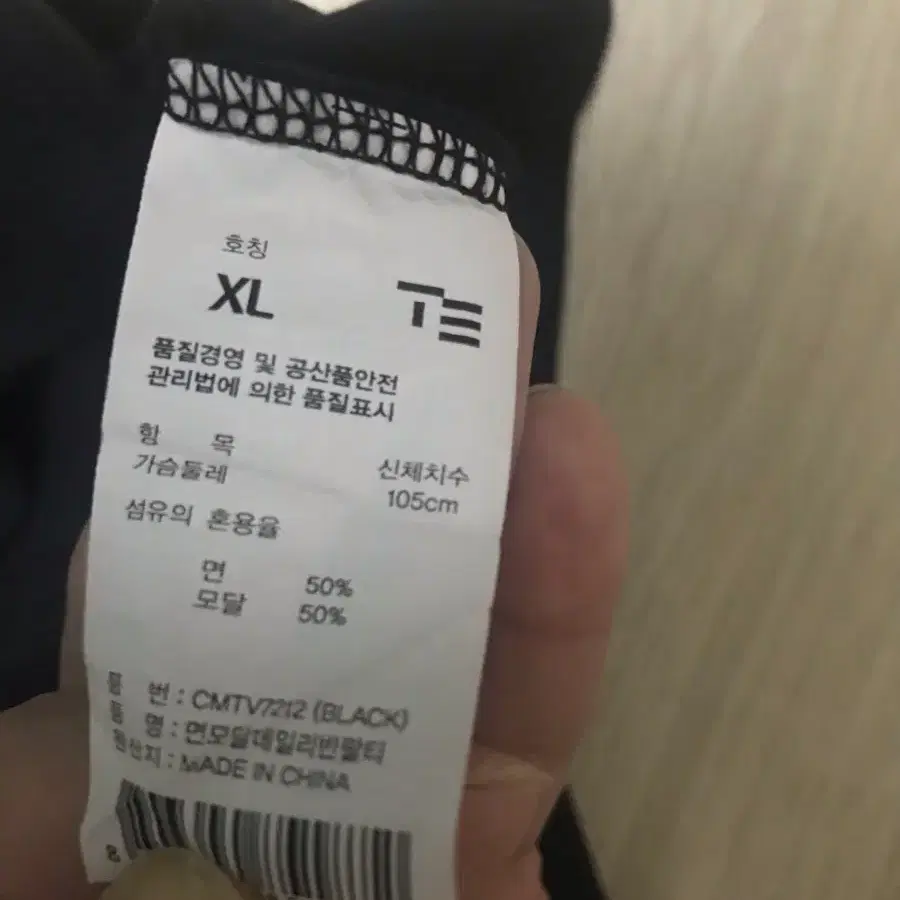 호칭
XL
TE
품질경영 및 공산품안전
관리법에 의한 품질표시
항 목 신체치수
가슴둘레 105cm
섬유의 혼용율
면 50%
모달 50%
품 번 : CMTV7212 (BLACK)
품 명 : 면모달데일리반팔티
원산지 : MADE IN CHINA
8